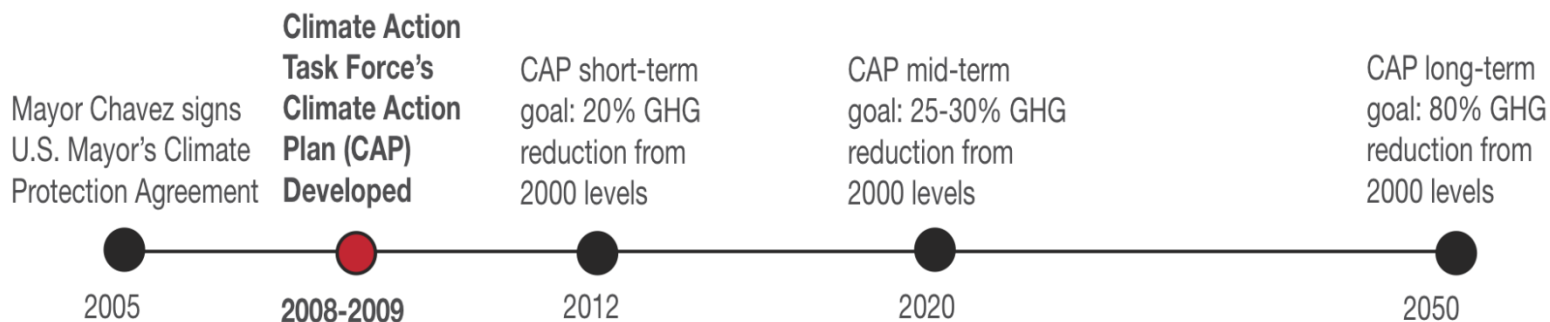 Mayor Chavez signs
U.S. Mayor's Climate
Protection Agreement
Climate Action
Task Force's
Climate Action
Plan (CAP)
Developed
CAP short-term
goal: 20% GHG
reduction from
2000 levels
CAP mid-term
goal: 25-30% GHG
reduction from
2000 levels
CAP long-term
goal: 80% GHG
reduction from
2000 levels
2005
2008-2009
2012
2020
2050